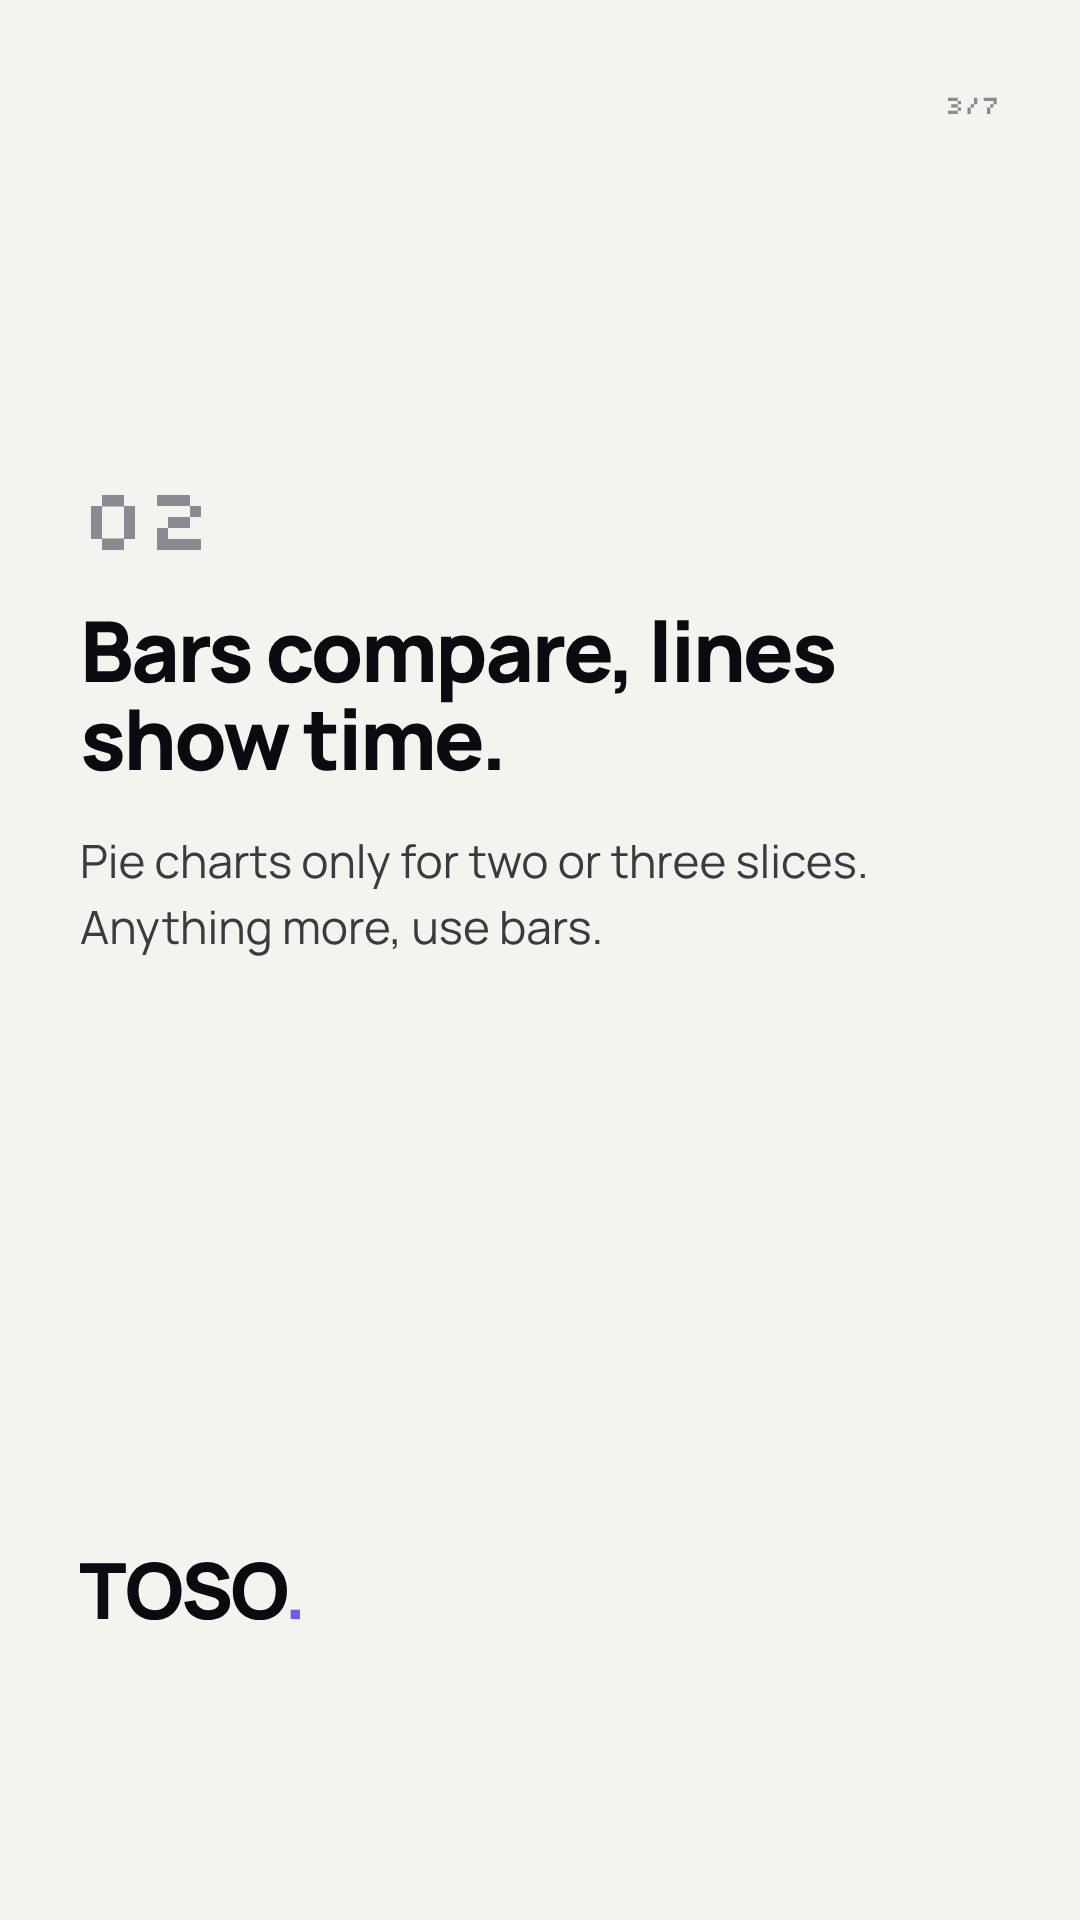 3/7
02
Bars compare, lines
show time.
Pie charts only for two or three slices.
Anything more, use bars.
TOSO.